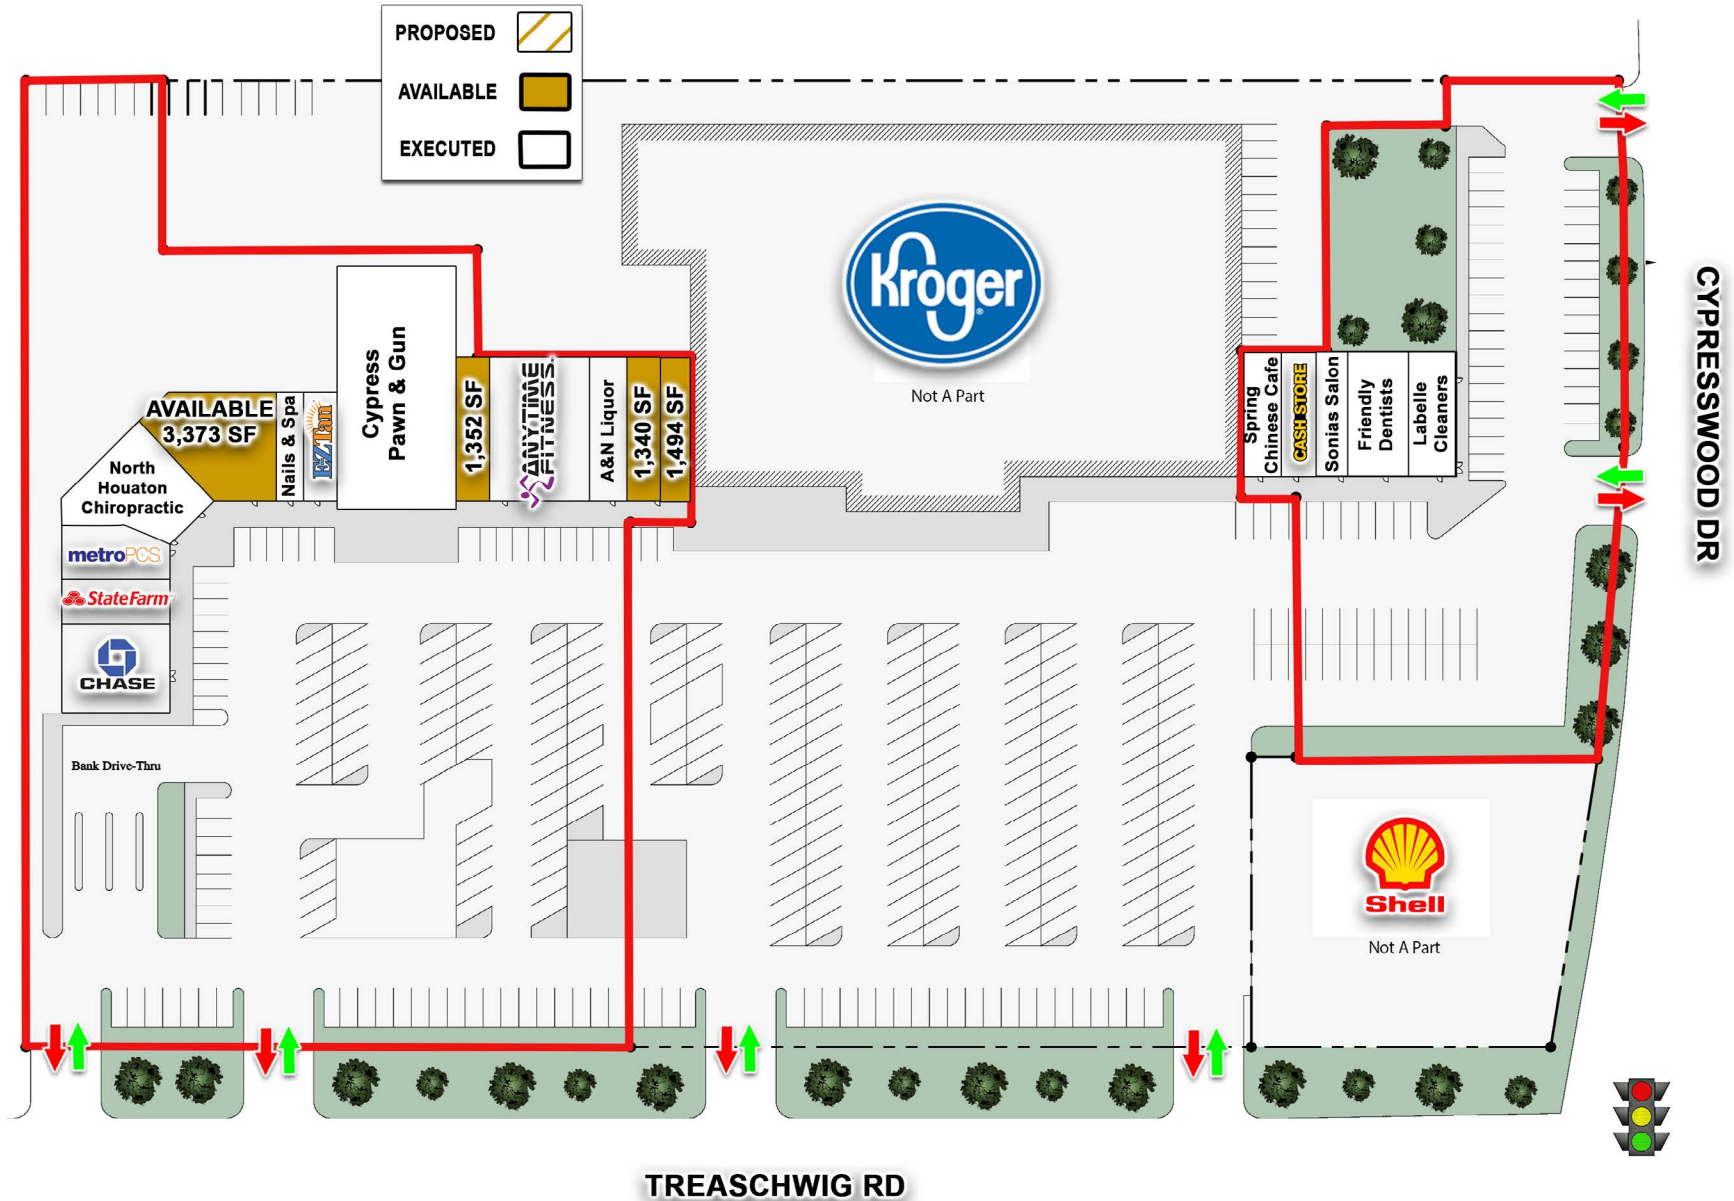 PROPOSED
AVAILABLE
EXECUTED
Kroger
Not A Part
CYPRESSWOOD DR
AVAILABLE
3,373 SF
Nails & Spa
EZTan
Cypress
Pawn & Gun
1,352 SF
ANYTIME
FITNESS
A&N Liquor
1,340 SF
1,494 SF
Spring
Chinese Cafe
CASH STORE
Sonias Salon
Friendly
Dentists
Labelle
Cleaners
North
Houaton
Chiropractic
metroPCS
StateFarm
CHASE
Bank Drive-Thru
Shell
Not A Part
TREASCHWIG RD